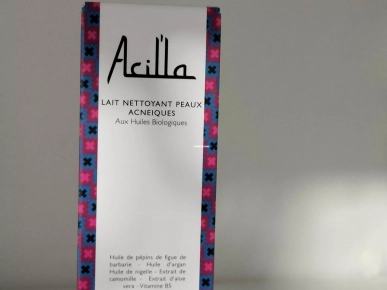 Acil'la
LAIT NETTOYANT PEAUX
ACNEIQUES
Aux Huiles Biologiques
Huile de pépins de figue de
barbarie - Huile d'argan
Huile de nigelle - Extrait de
camomille - Extrait d'aloe
vera - Vitamine B5